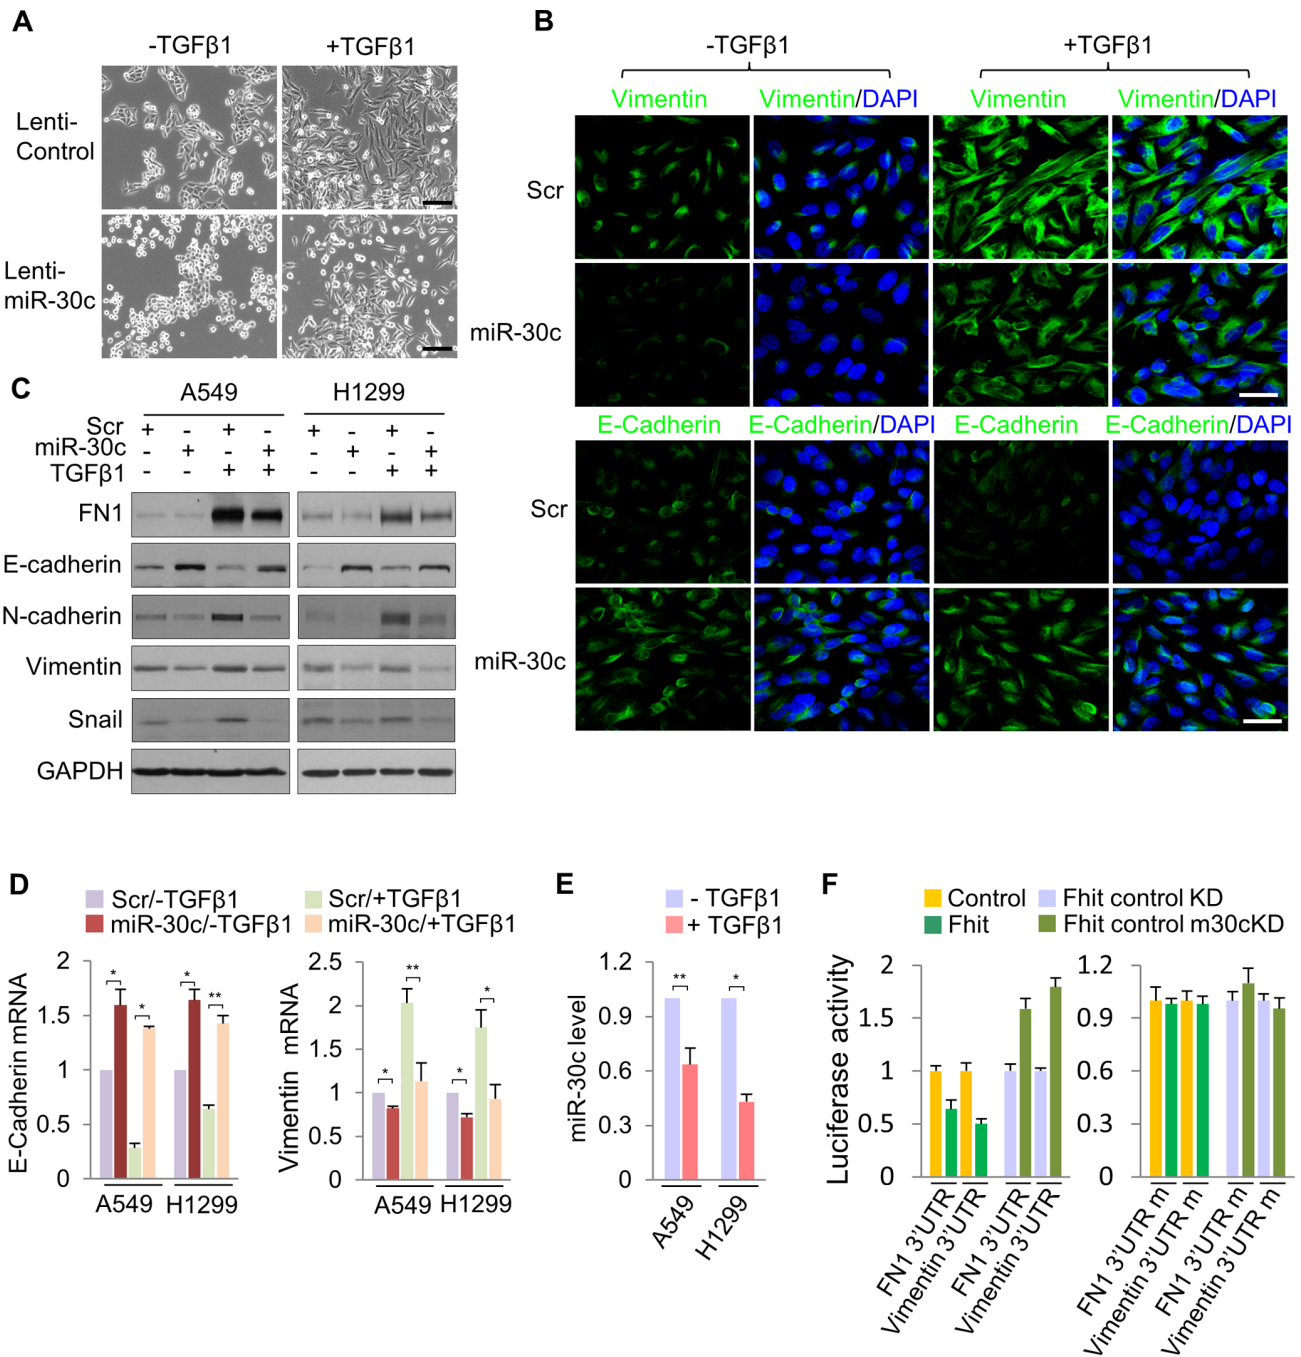 A
-TGFβ1 +TGFβ1
Lenti-
Control
Lenti-
miR-30c
B
-TGFβ1 +TGFβ1
Vimentin Vimentin/DAPI Vimentin Vimentin/DAPI
Scr
miR-30c
E-Cadherin E-Cadherin/DAPI E-Cadherin E-Cadherin/DAPI
Scr
miR-30c
C
A549 H1299
Scr + - + - + - + -
miR-30c - + - + - + - +
TGFβ1 - - + + - - + +
FN1
E-cadherin
N-cadherin
Vimentin
Snail
GAPDH
D
Scr/-TGFβ1 Scr/+TGFβ1
miR-30c/-TGFβ1 miR-30c/+TGFβ1
E-Cadherin mRNA
2
1.5
1
0.5
0
* * * **
A549 H1299
Vimentin mRNA
2.5
2
1.5
1
0.5
0
* ** * *
A549 H1299
E
- TGFβ1
+ TGFβ1
miR-30c level
1.2
0.9
0.6
0.3
0
** *
A549
H1299
F
Control Fhit control KD
Fhit Fhit control m30cKD
Luciferase activity
2
1.5
1
0.5
0
FN1 3'UTR
Vimentin 3'UTR
FN1 3'UTR
Vimentin 3'UTR
1.2
0.9
0.6
0.3
0
FN1 3'UTR m
Vimentin 3'UTR m
FN1 3'UTR m
Vimentin 3'UTR m